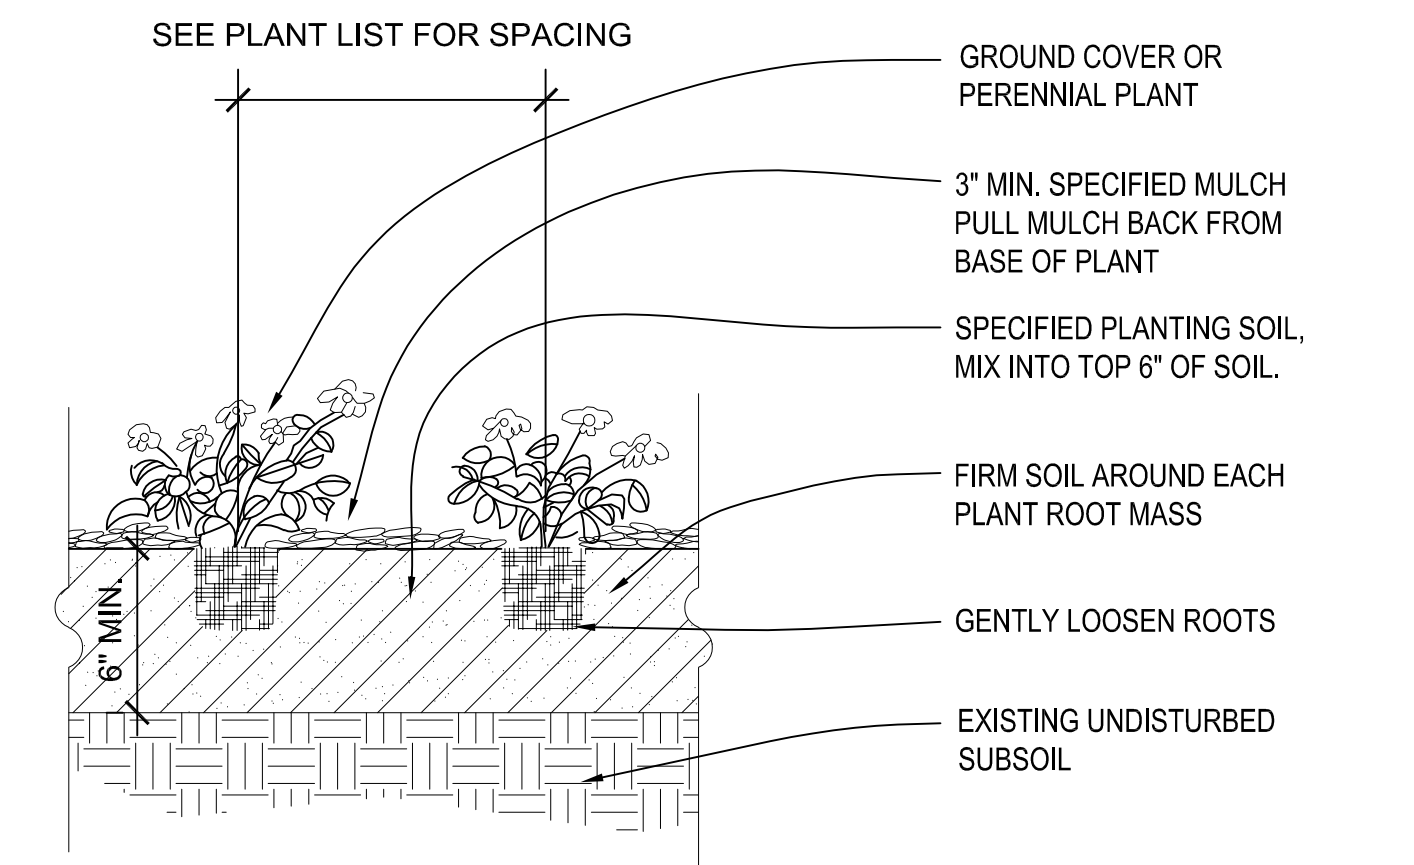 SEE PLANT LIST FOR SPACING
GROUND COVER OR
PERENNIAL PLANT
3" MIN. SPECIFIED MULCH
PULL MULCH BACK FROM
BASE OF PLANT
SPECIFIED PLANTING SOIL,
MIX INTO TOP 6" OF SOIL.
FIRM SOIL AROUND EACH
PLANT ROOT MASS
GENTLY LOOSEN ROOTS
EXISTING UNDISTURBED
SUBSOIL
6" MIN.